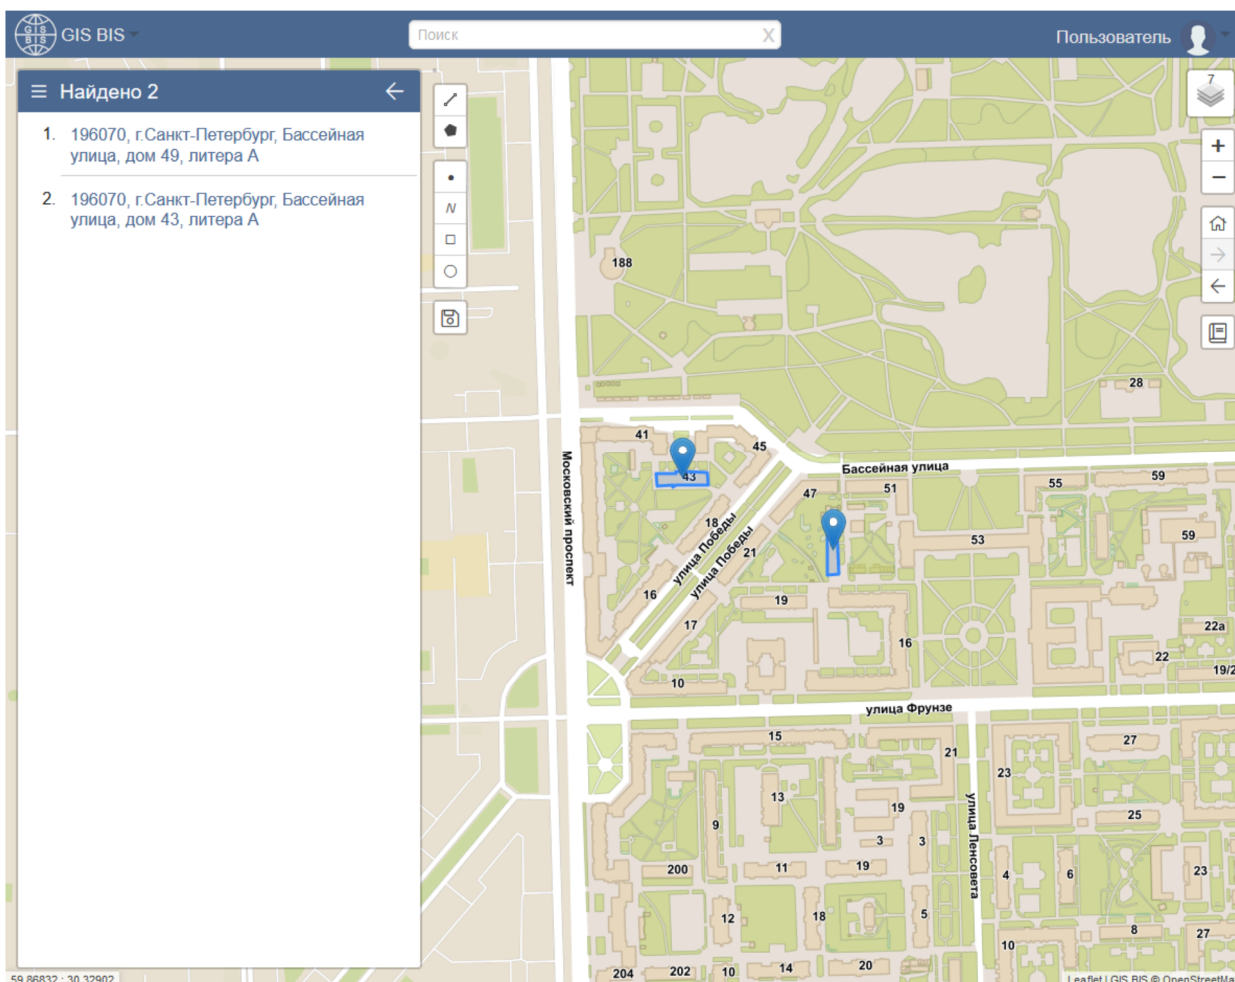 GIS BIS
GIS BIS
Поиск
X
Пользователь
Найдено 2
1. 196070, г.Санкт-Петербург, Бассейная
улица, дом 49, литера А
2. 196070, г.Санкт-Петербург, Бассейная
улица, дом 43, литера А
7
+
−
N
188
28
41
45
43
Бассейная улица
47
51
55
59
Московский проспект
18
улица Победы
улица Победы
21
53
59
16
19
17
16
22а
22
10
улица Фрунзе
15
21
27
23
13
19
улица Ленсовета
25
9
3
3
200
11
19
4
6
23
12
18
5
8
27
10
204
202
10
14
20
59.86832 : 30.32902
Leaflet | GIS BIS © OpenStreetMa